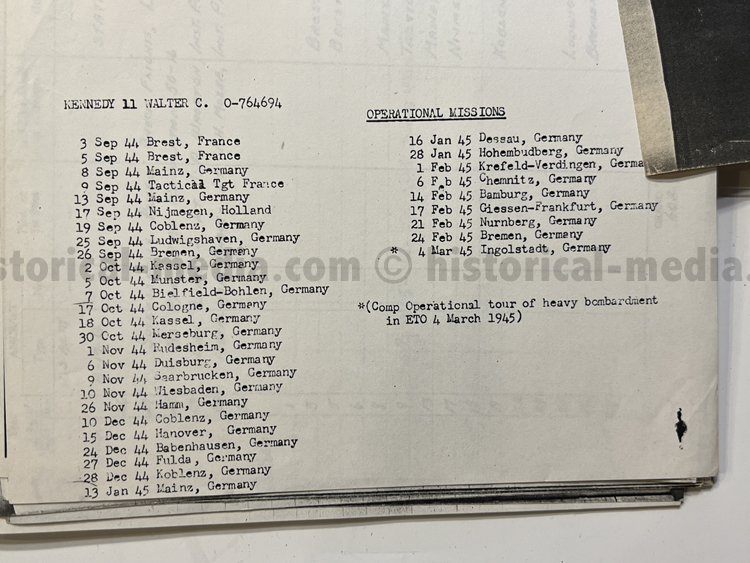 KENNEDY 11 WALTER C. O-764694
3 Sep 44 Brest, France
5 Sep 44 Brest, France
8 Sep 44 Mainz, Germany
9 Sep 44 Tactical Tgt France
13 Sep 44 Mainz, Germany
17 Sep 44 Nijmegen, Holland
19 Sep 44 Coblenz, Germany
25 Sep 44 Ludwigshaven, Germany
26 Sep 44 Bremen, Germany
2 Oct 44 Kassel, Germany
5 Oct 44 Munster, Germany
7 Oct 44 Bielfield-Bohlen, Germany
17 Oct 44 Cologne, Germany
18 Oct 44 Kassel, Germany
30 Oct 44 Merseburg, Germany
1 Nov 44 Rudesheim, Germany
6 Nov 44 Duisburg, Germany
9 Nov 44 Saarbrucken, Germany
10 Nov 44 Wiesbaden, Germany
26 Nov 44 Hamm, Germany
10 Dec 44 Coblenz, Germany
15 Dec 44 Hanover, Germany
24 Dec 44 Babenhausen, Germany
27 Dec 44 Fulda, Germany
28 Dec 44 Koblenz, Germany
13 Jan 45 Mainz, Germany
OPERATIONAL MISSIONS
16 Jan 45 Dessau, Germany
28 Jan 45 Hohembudberg, Germany
1 Feb 45 Krefeld-Verdingen, Germa
6 Feb 45 Chemnitz, Germany
14 Feb 45 Bamburg, Germany
17 Feb 45 Giessen-Frankfurt, Germany
21 Feb 45 Nurnberg, Germany
24 Feb 45 Bremen, Germany
* 4 Mar 45 Ingolstadt, Germany
*(Comp Operational tour of heavy bombardment
in ETO 4 March 1945)
© historical-media.